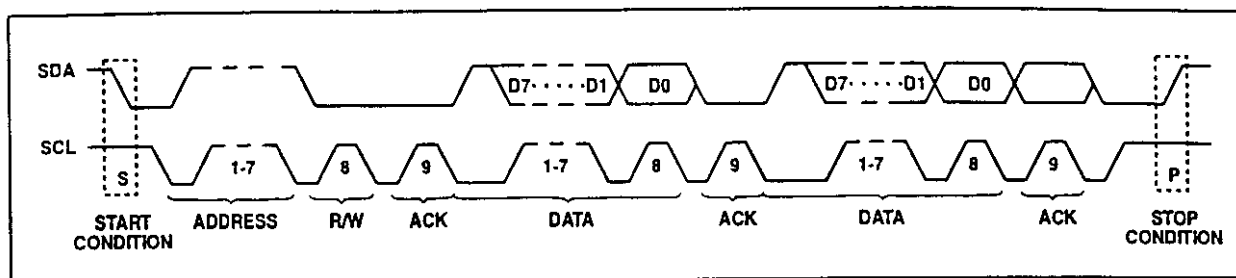 SDA
D7 ····· D1 D0 D7 ····· D1 D0
SCL
S 1-7 8 9 1-7 8 9 1-7 8 9 P
START CONDITION ADDRESS R/W ACK DATA ACK DATA ACK STOP CONDITION